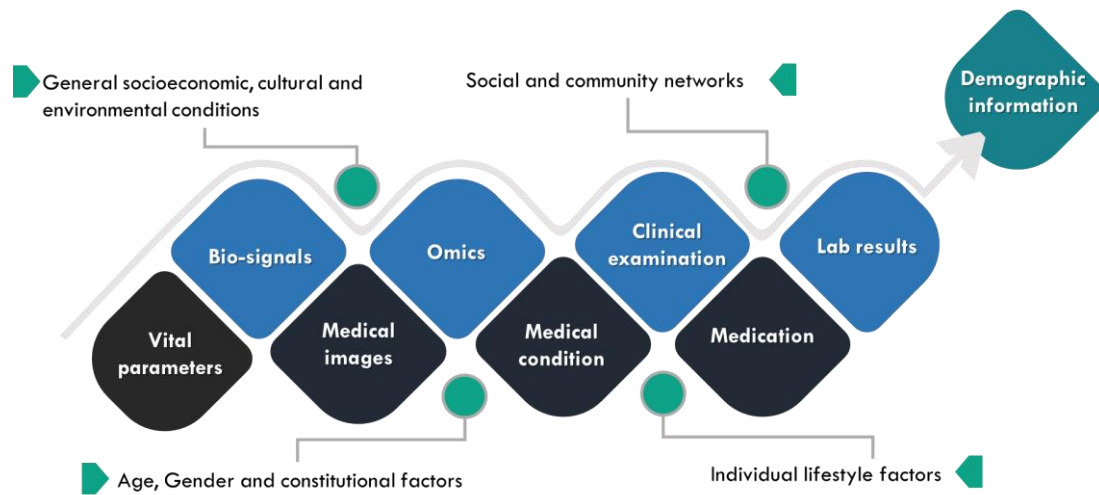 General socioeconomic, cultural and
environmental conditions
Social and community networks
Demographic
information
Bio-signals
Omics
Clinical
examination
Lab results
Vital
parameters
Medical
images
Medical
condition
Medication
Age, Gender and constitutional factors
Individual lifestyle factors